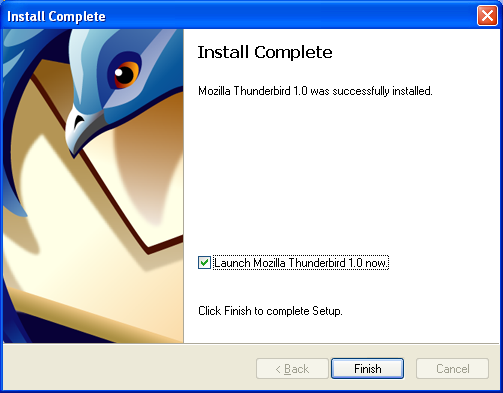 Install Complete
Install Complete
Mozilla Thunderbird 1.0 was successfully installed.
Launch Mozilla Thunderbird 1.0 now.
Click Finish to complete Setup.
< Back
Finish
Cancel